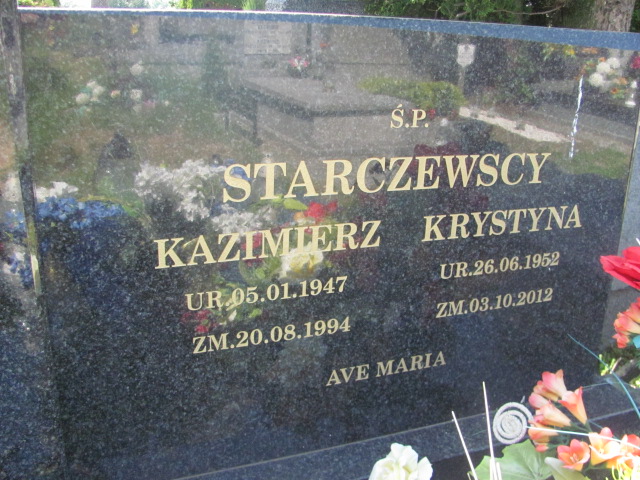 Ś.P.
STARCZEWSCY
KAZIMIERZ KRYSTYNA
UR.05.01.1947 UR.26.06.1952
ZM.20.08.1994 ZM.03.10.2012
AVE MARIA